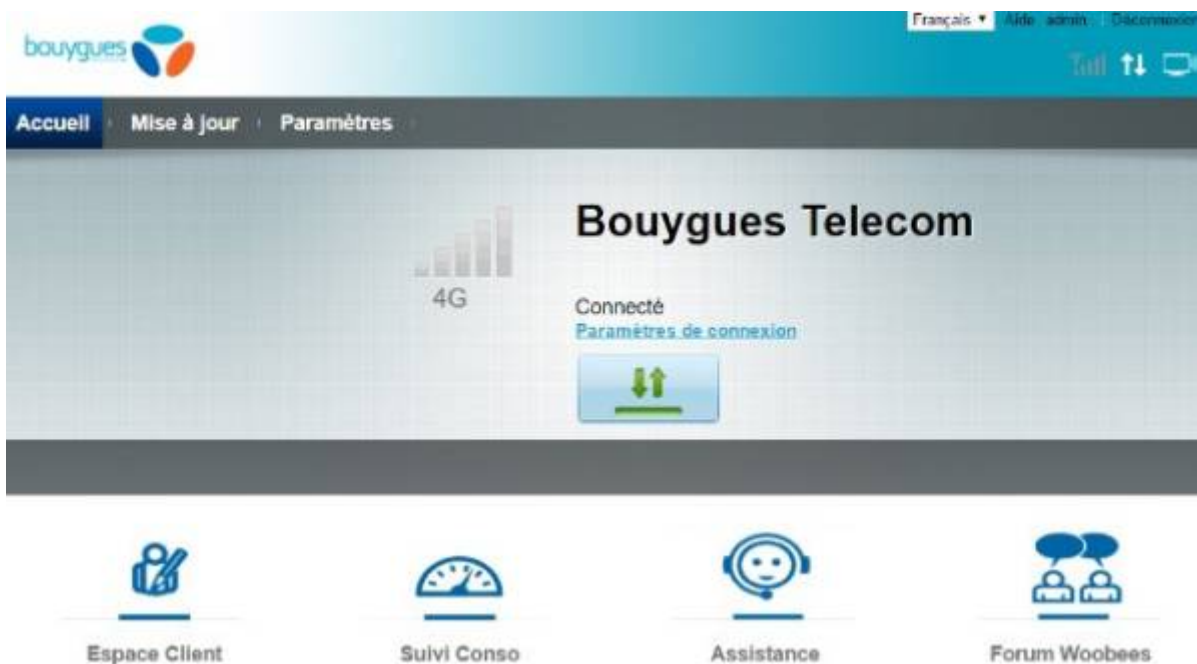 Français ▼ Aide admin Déconnexion
bouygues
Accueil Mise à jour Paramètres
Bouygues Telecom
4G
Connecté
Paramètres de connexion
Espace Client Suivi Conso Assistance Forum Woobees